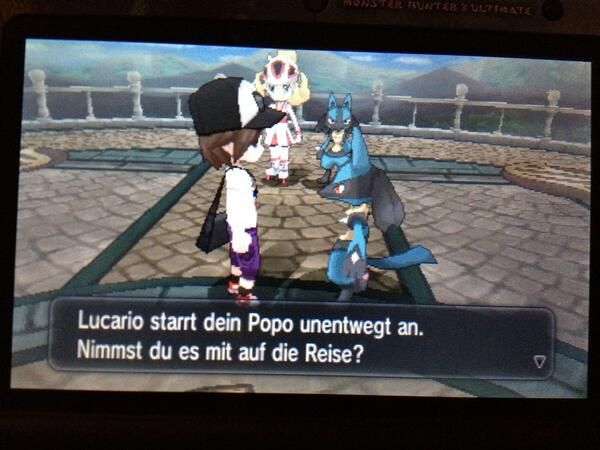 MONSTER HUNTER 3 ULTIMATE
Lucario starrt dein Popo unentwegt an.
Nimmst du es mit auf die Reise?